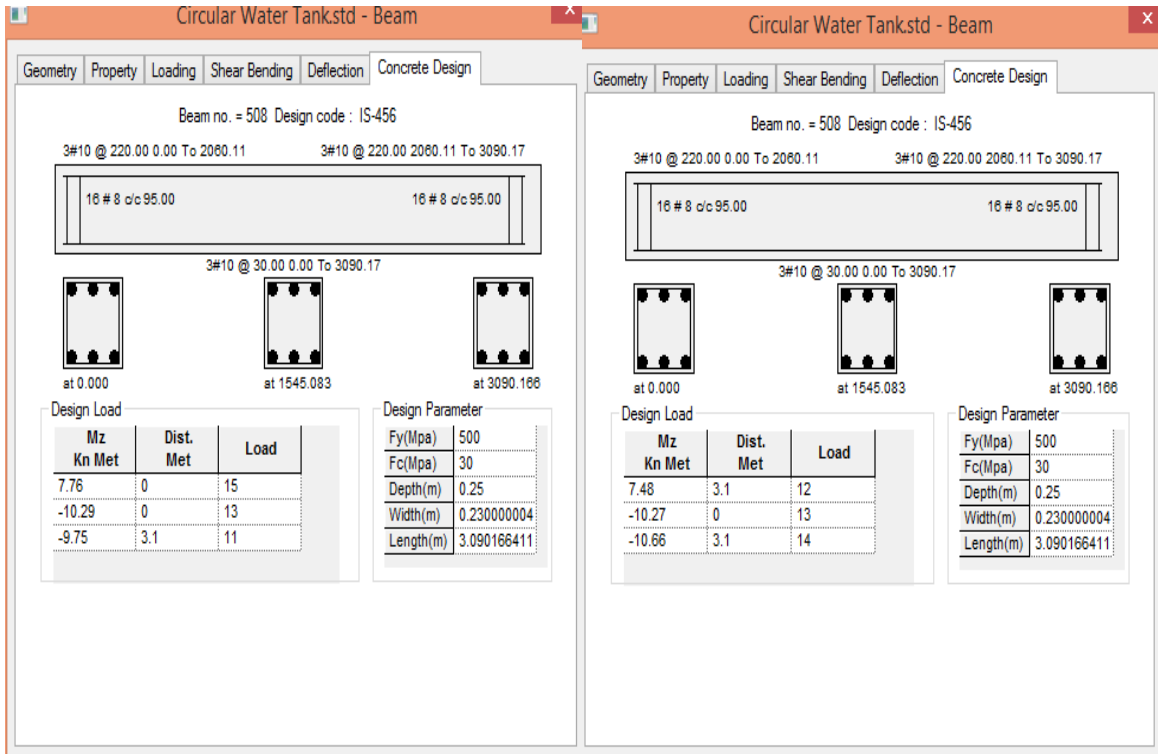 Circular Water Tank.std - Beam
X
Geometry Property Loading Shear Bending Deflection Concrete Design
Beam no. = 508 Design code : IS-456
3#10 @ 220.00 0.00 To 2060.11 3#10 @ 220.00 2060.11 To 3090.17
16 # 8 c/c 95.00 16 # 8 c/c 95.00
3#10 @ 30.00 0.00 To 3090.17
at 0.000 at 1545.083 at 3090.166
Design Load
Mz Dist. Load
Kn Met Met
7.76 0 15
-10.29 0 13
-9.75 3.1 11
Design Parameter
Fy(Mpa) 500
Fc(Mpa) 30
Depth(m) 0.25
Width(m) 0.230000004
Length(m) 3.090166411
Circular Water Tank.std - Beam
X
Geometry Property Loading Shear Bending Deflection Concrete Design
Beam no. = 508 Design code : IS-456
3#10 @ 220.00 0.00 To 2060.11 3#10 @ 220.00 2060.11 To 3090.17
16 # 8 c/c 95.00 16 # 8 c/c 95.00
3#10 @ 30.00 0.00 To 3090.17
at 0.000 at 1545.083 at 3090.166
Design Load
Mz Dist. Load
Kn Met Met
7.48 3.1 12
-10.27 0 13
-10.66 3.1 14
Design Parameter
Fy(Mpa) 500
Fc(Mpa) 30
Depth(m) 0.25
Width(m) 0.230000004
Length(m) 3.090166411